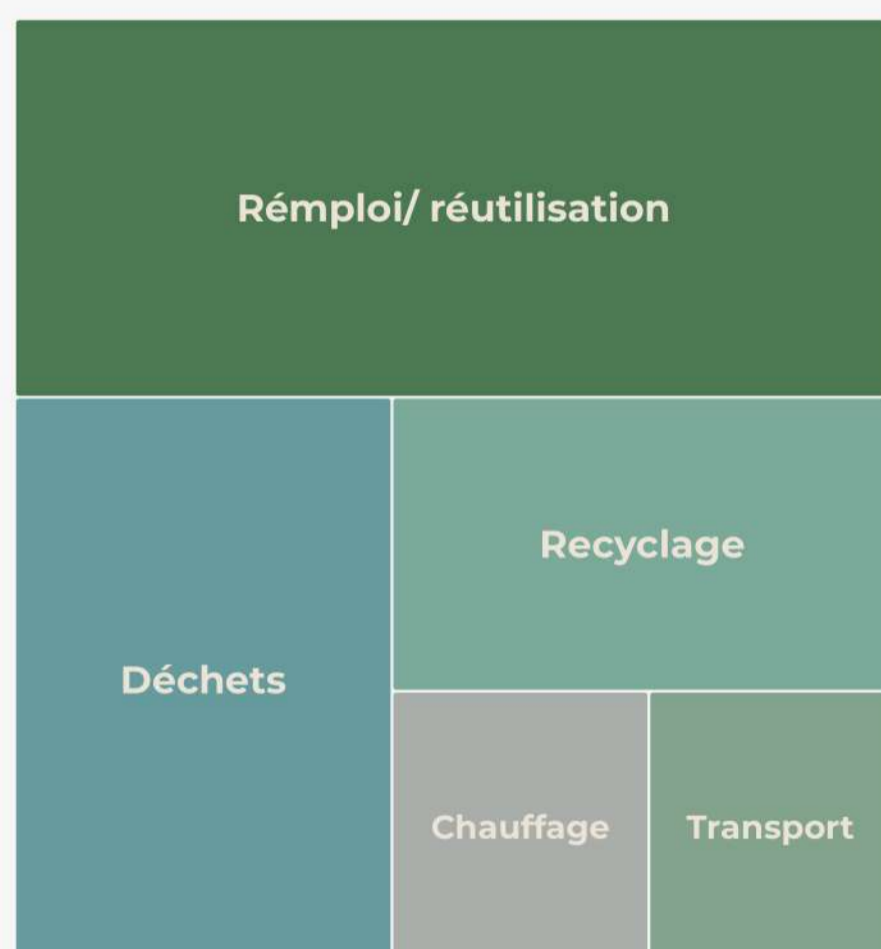 Rémploi/ réutilisation
Recyclage
Déchets
Chauffage
Transport